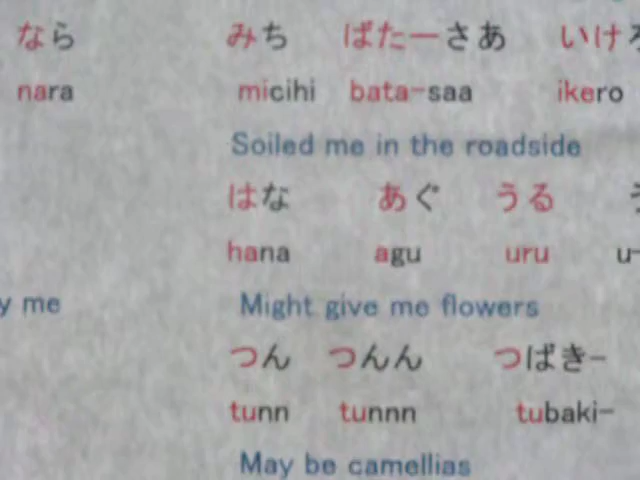 なら みち ばたーさあ いけろ
nara micihi bata-saa ikero
Soiled me in the roadside
はな あぐ うる う
hana agu uru u-
y me Might give me flowers
つん つんん つばき-
tunn tunnn tubaki-
May be camellias